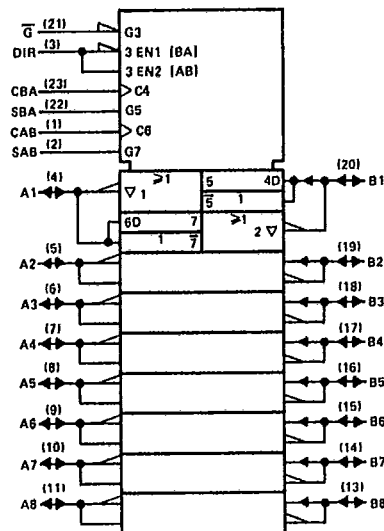 G̅ (21) G3
DIR (3) 3 EN1 [BA]
3 EN2 [AB]
CBA (23) C4
SBA (22) G5
CAB (1) C6
SAB (2) G7
A1 (4) ≥1 ▽ 1 5 4D (20) B1
5̅ 1
6D 7 ≥1
1 7̅ 2 ▽
A2 (5) (19) B2
A3 (6) (18) B3
A4 (7) (17) B4
A5 (8) (16) B5
A6 (9) (15) B6
A7 (10) (14) B7
A8 (11) (13) B8